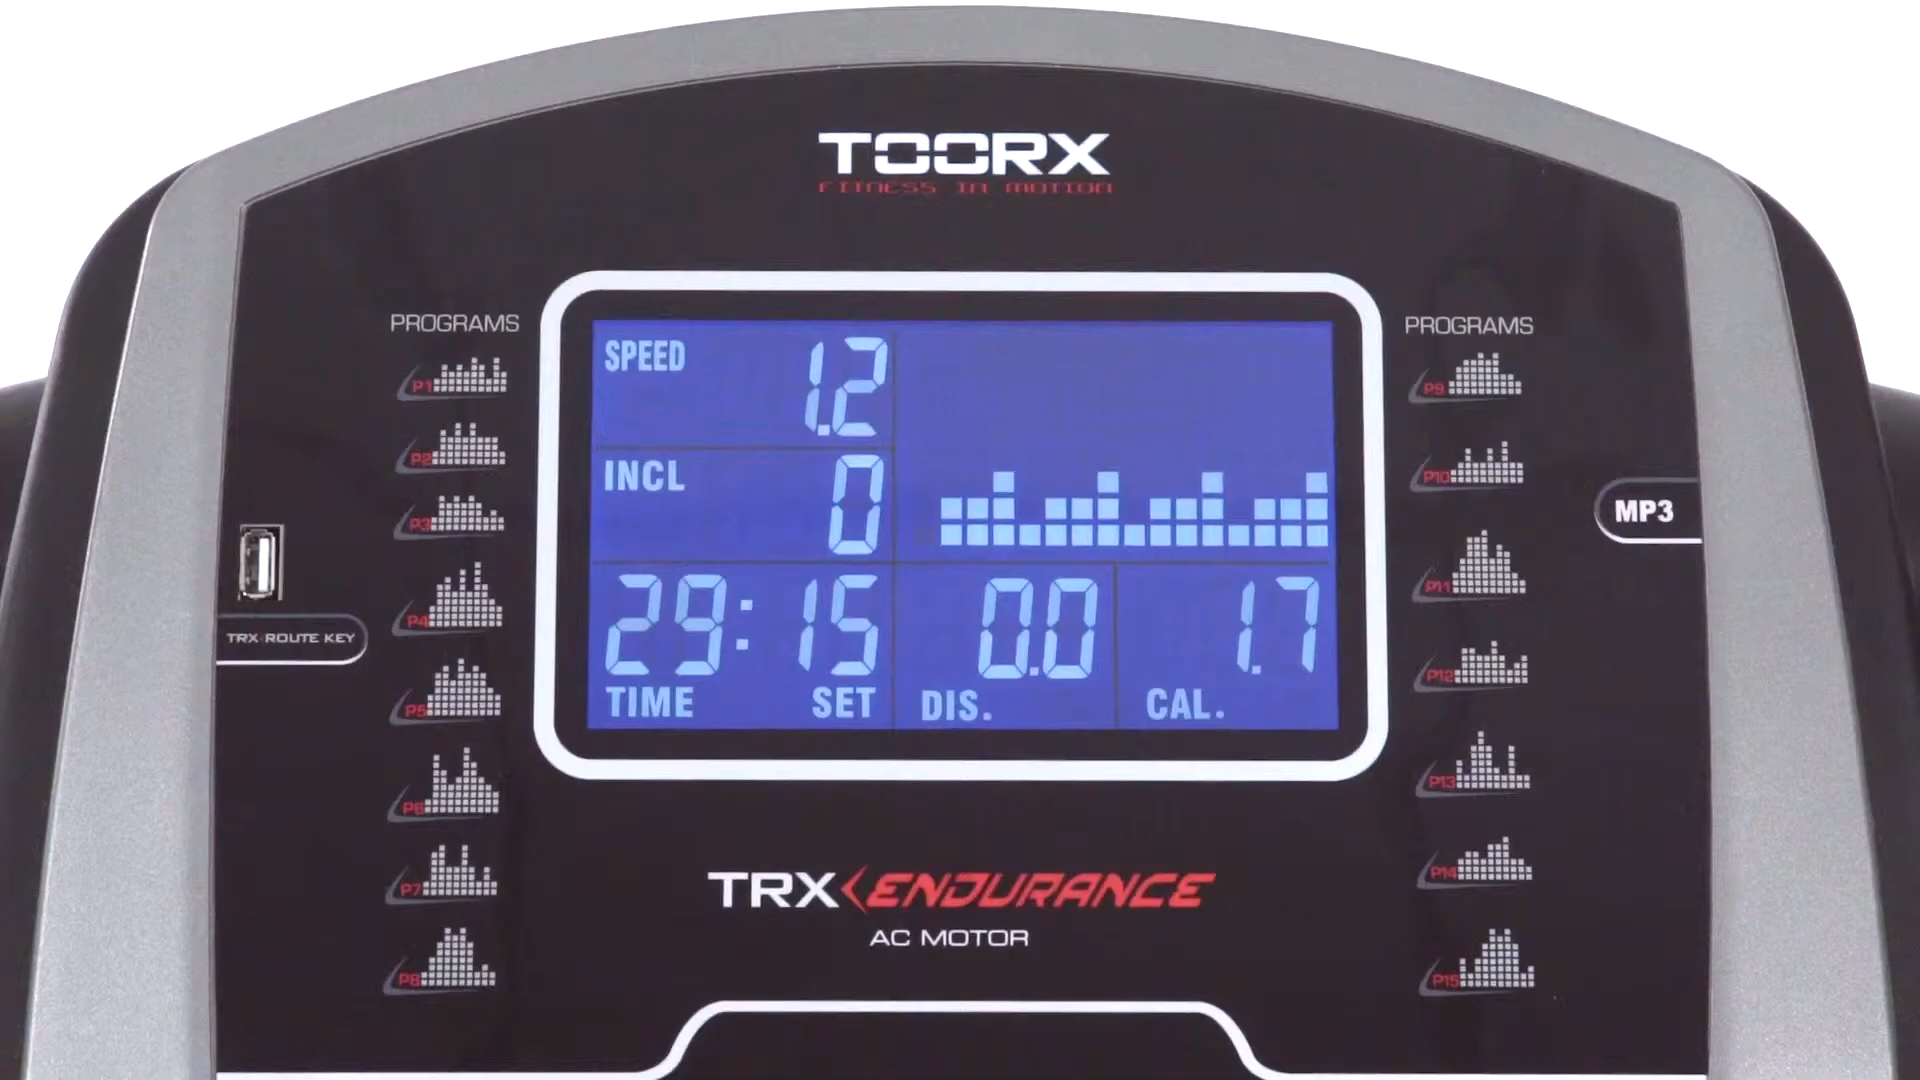 TOORX
FITNESS IN MOTION
PROGRAMS
P1
P2
P3
P4
P5
P6
P7
P8
TRX ROUTE KEY
SPEED 1.2
INCL 0
29:15
TIME SET
0.0
DIS.
1.7
CAL.
PROGRAMS
P9
P10
P11
P12
P13
P14
P15
MP3
TRX ENDURANCE
AC MOTOR